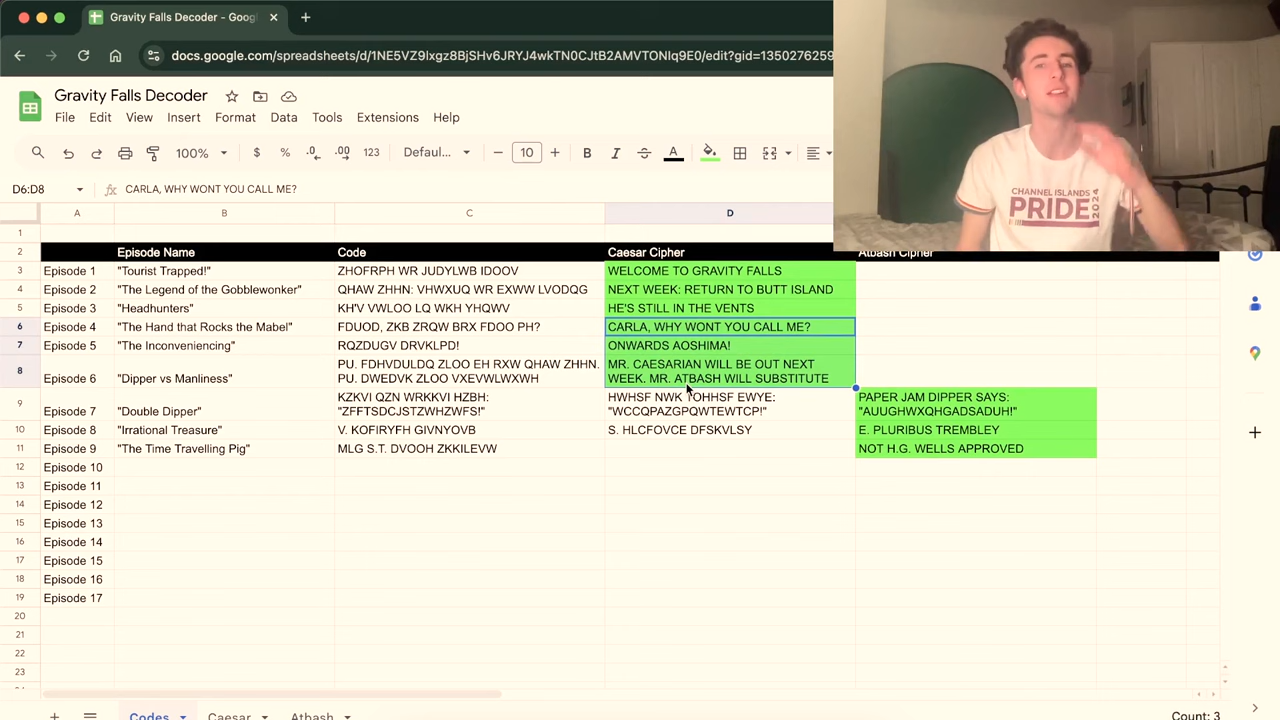 Gravity Falls Decoder - Goog
docs.google.com/spreadsheets/d/1NE5VZ9lxgz8BjSHv6JRYJ4wkTN0CJtB2AMVTONIq9E0/edit?gid=1350276259
Gravity Falls Decoder
File Edit View Insert Format Data Tools Extensions Help
100% $ % .0 .00 123 Defaul... 10 B I A
D6:D8 fx CARLA, WHY WONT YOU CALL ME?
A B C D
1
2 Episode Name Code Caesar Cipher Atbash Cipher
3 Episode 1 "Tourist Trapped!" ZHOFRPH WR JUDYLWB IDOOV WELCOME TO GRAVITY FALLS
4 Episode 2 "The Legend of the Gobblewonker" QHAW ZHHN: VHWXUQ WR EXWW LVODQG NEXT WEEK: RETURN TO BUTT ISLAND
5 Episode 3 "Headhunters" KH'V VWLOO LQ WKH YHQWV HE'S STILL IN THE VENTS
6 Episode 4 "The Hand that Rocks the Mabel" FDUOD, ZKB ZRQW BRX FDOO PH? CARLA, WHY WONT YOU CALL ME?
7 Episode 5 "The Inconveniencing" RQZDUGV DRVKLPD! ONWARDS AOSHIMA!
PU. FDHVDULDQ ZLOO EH RXW QHAW ZHHN. MR. CAESARIAN WILL BE OUT NEXT
8 Episode 6 "Dipper vs Manliness" PU. DWEDVK ZLOO VXEVWLWXWH WEEK. MR. ATBASH WILL SUBSTITUTE
KZKVI QZN WRKKVI HZBH: HWHSF NWK TOHHSF EWYE: PAPER JAM DIPPER SAYS:
9 Episode 7 "Double Dipper" "ZFFTSDCJSTZWHZWFS!" "WCCQPAZGPQWTEWTCP!" "AUUGHWXQHGADSADUH!"
10 Episode 8 "Irrational Treasure" V. KOFIRYFH GIVNYOVB S. HLCFOVCE DFSKVLSY E. PLURIBUS TREMBLEY
11 Episode 9 "The Time Travelling Pig" MLG S.T. DVOOH ZKKILEVW NOT H.G. WELLS APPROVED
12 Episode 10
13 Episode 11
14 Episode 12
15 Episode 13
16 Episode 14
17 Episode 15
18 Episode 16
19 Episode 17
20
21
22
23
Codes Caesar Atbash Count: 3
CHANNEL ISLANDS
PRIDE 2024